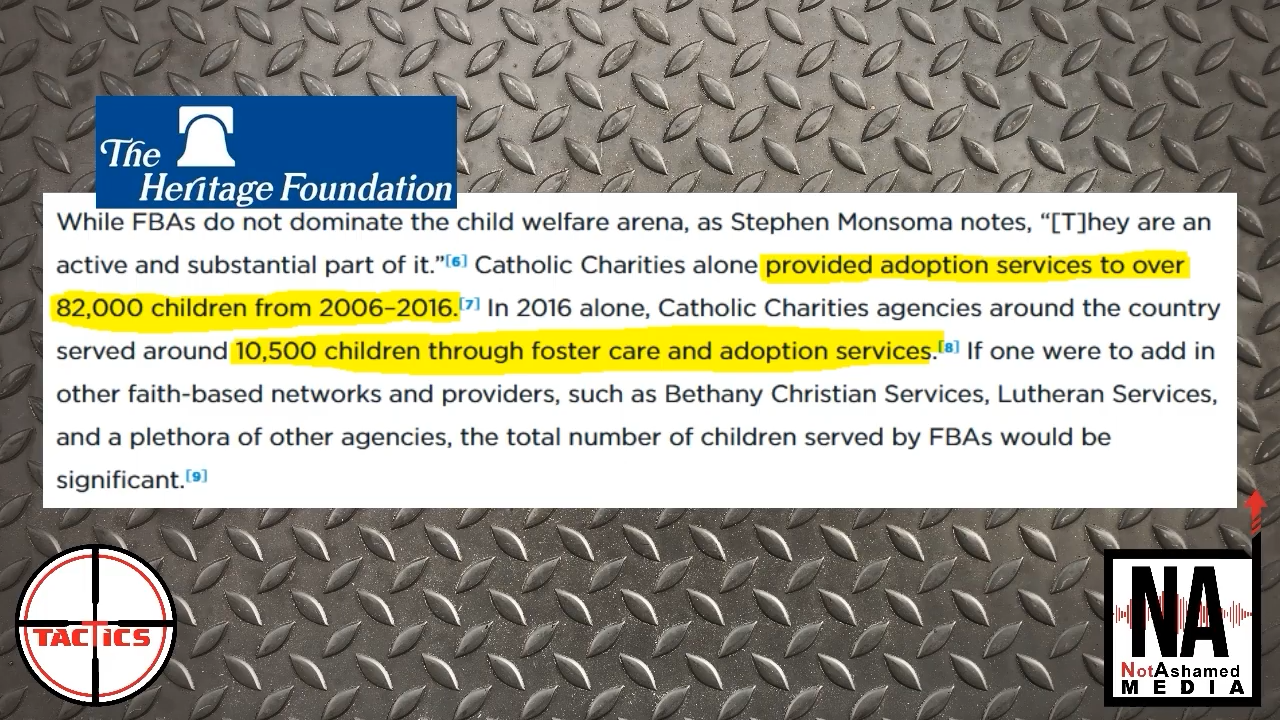 The
Heritage Foundation
While FBAs do not dominate the child welfare arena, as Stephen Monsoma notes, “[T]hey are an
active and substantial part of it.”[6] Catholic Charities alone provided adoption services to over
82,000 children from 2006–2016.[7] In 2016 alone, Catholic Charities agencies around the country
served around 10,500 children through foster care and adoption services.[8] If one were to add in
other faith-based networks and providers, such as Bethany Christian Services, Lutheran Services,
and a plethora of other agencies, the total number of children served by FBAs would be
significant.[9]
TACTICS
NA
NotAshamed
MEDIA